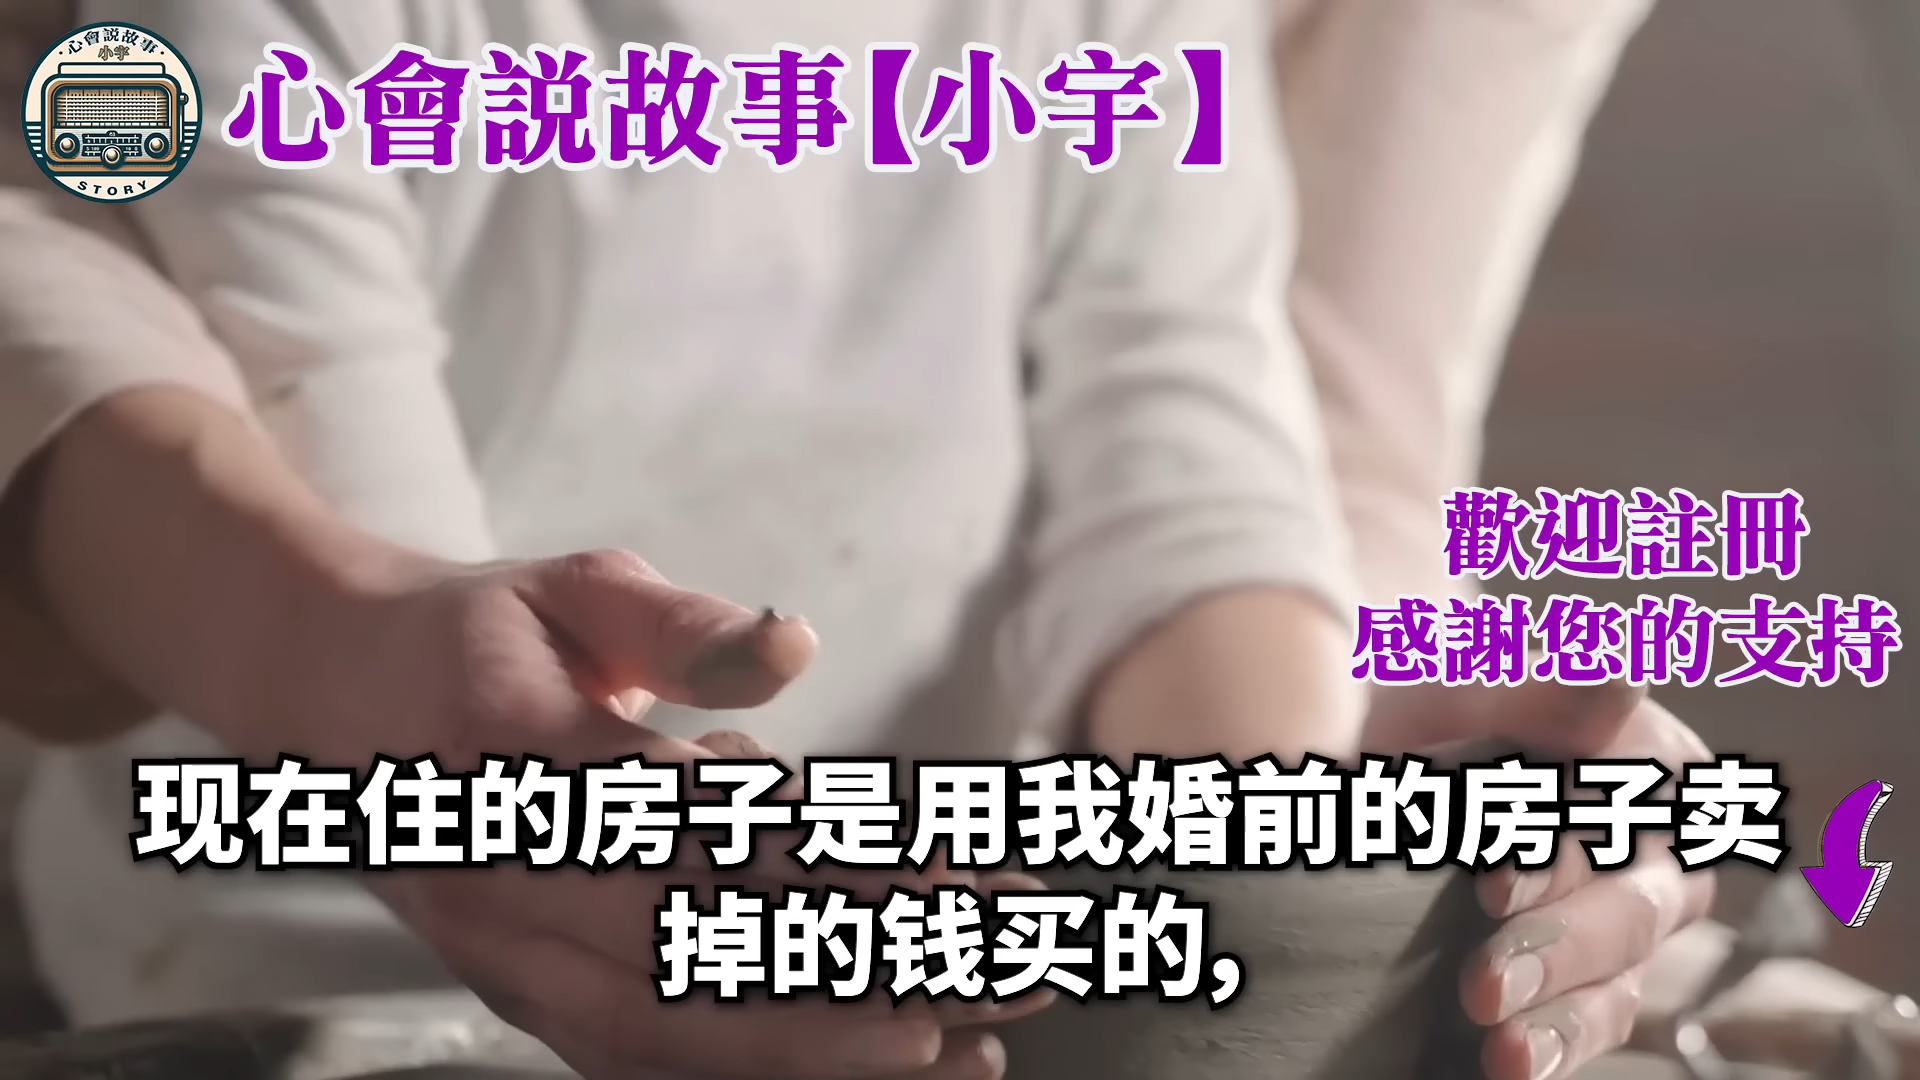 心會説故事
小宇
STORY
心會説故事【小宇】
歡迎註冊
感謝您的支持
现在住的房子是用我婚前的房子卖
掉的钱买的,